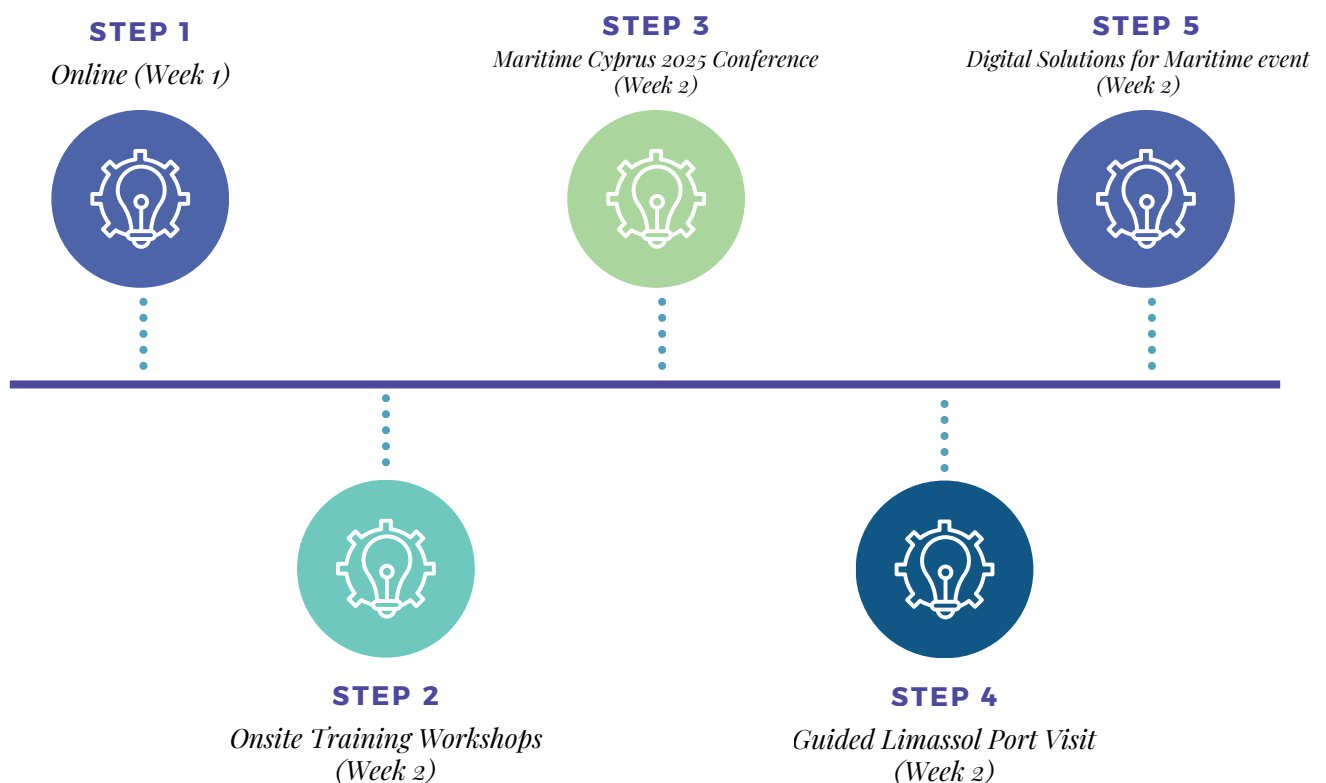 STEP 1
Online (Week 1)
STEP 3
Maritime Cyprus 2025 Conference
(Week 2)
STEP 5
Digital Solutions for Maritime event
(Week 2)
STEP 2
Onsite Training Workshops
(Week 2)
STEP 4
Guided Limassol Port Visit
(Week 2)